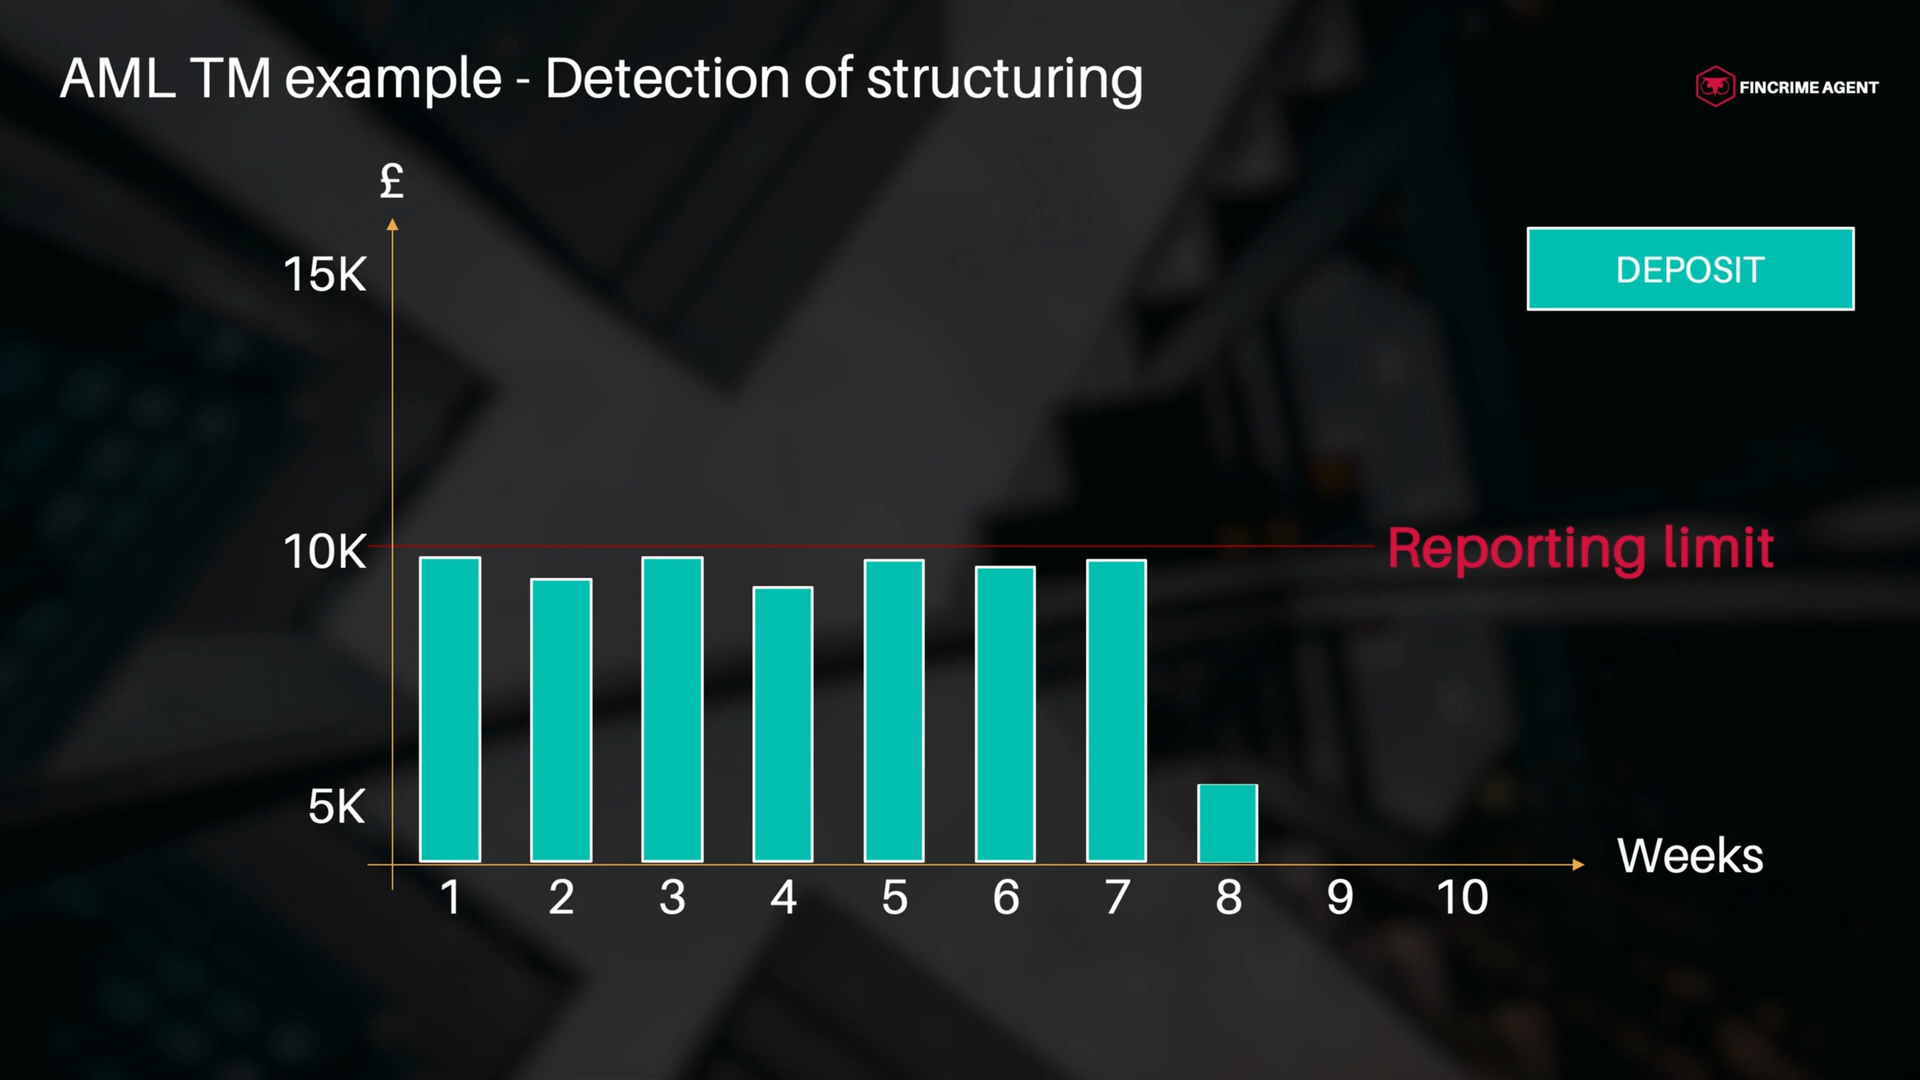 AML TM example - Detection of structuring
FINCRIME AGENT
£
15K
DEPOSIT
10K
Reporting limit
5K
Weeks
1 2 3 4 5 6 7 8 9 10